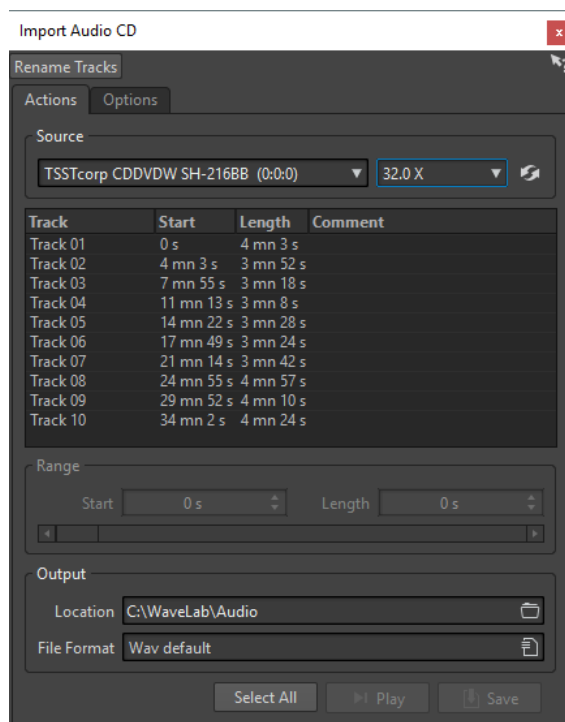 Import Audio CD
x
Rename Tracks
Actions Options
Source
TSSTcorp CDDVDW SH-216BB (0:0:0) 32.0 X
Track Start Length Comment
Track 01 0 s 4 mn 3 s
Track 02 4 mn 3 s 3 mn 52 s
Track 03 7 mn 55 s 3 mn 18 s
Track 04 11 mn 13 s 3 mn 8 s
Track 05 14 mn 22 s 3 mn 28 s
Track 06 17 mn 49 s 3 mn 24 s
Track 07 21 mn 14 s 3 mn 42 s
Track 08 24 mn 55 s 4 mn 57 s
Track 09 29 mn 52 s 4 mn 10 s
Track 10 34 mn 2 s 4 mn 24 s
Range
Start 0 s Length 0 s
Output
Location C:\WaveLab\Audio
File Format Wav default
Select All Play Save